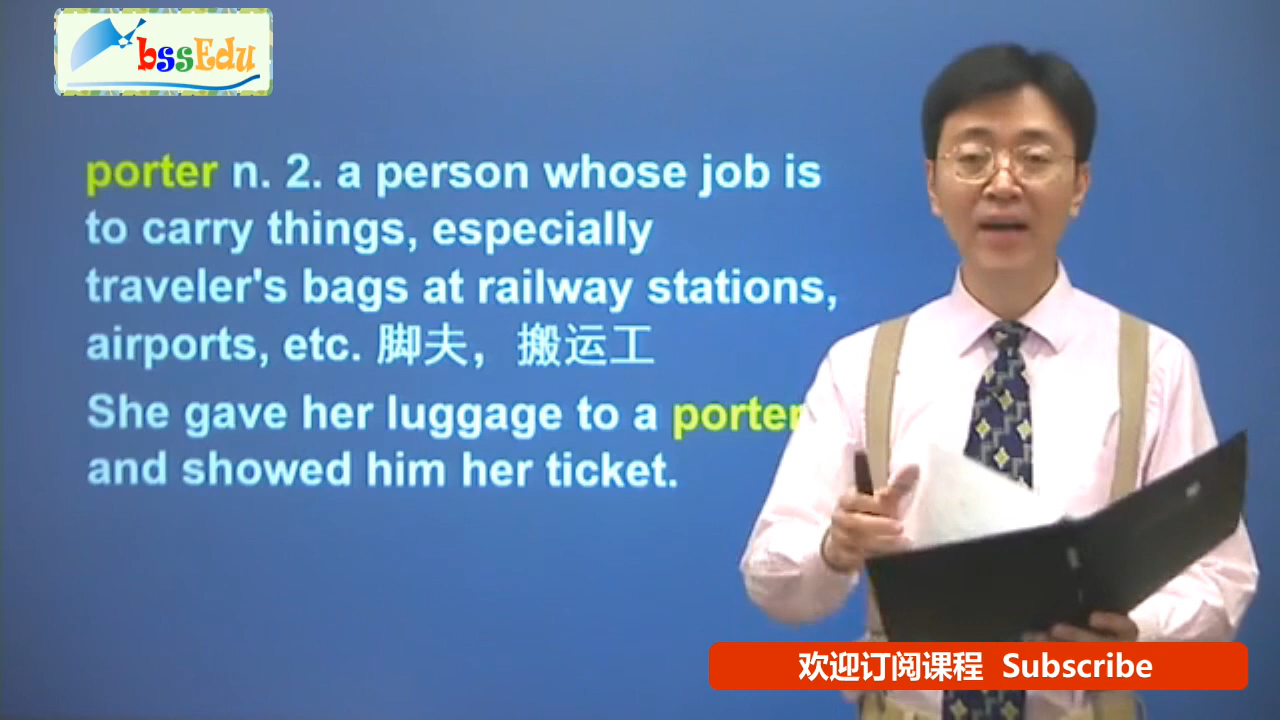 bssEdu
porter n. 2. a person whose job is
to carry things, especially
traveler's bags at railway stations,
airports, etc. 脚夫，搬运工
She gave her luggage to a porter
and showed him her ticket.
欢迎订阅课程 Subscribe